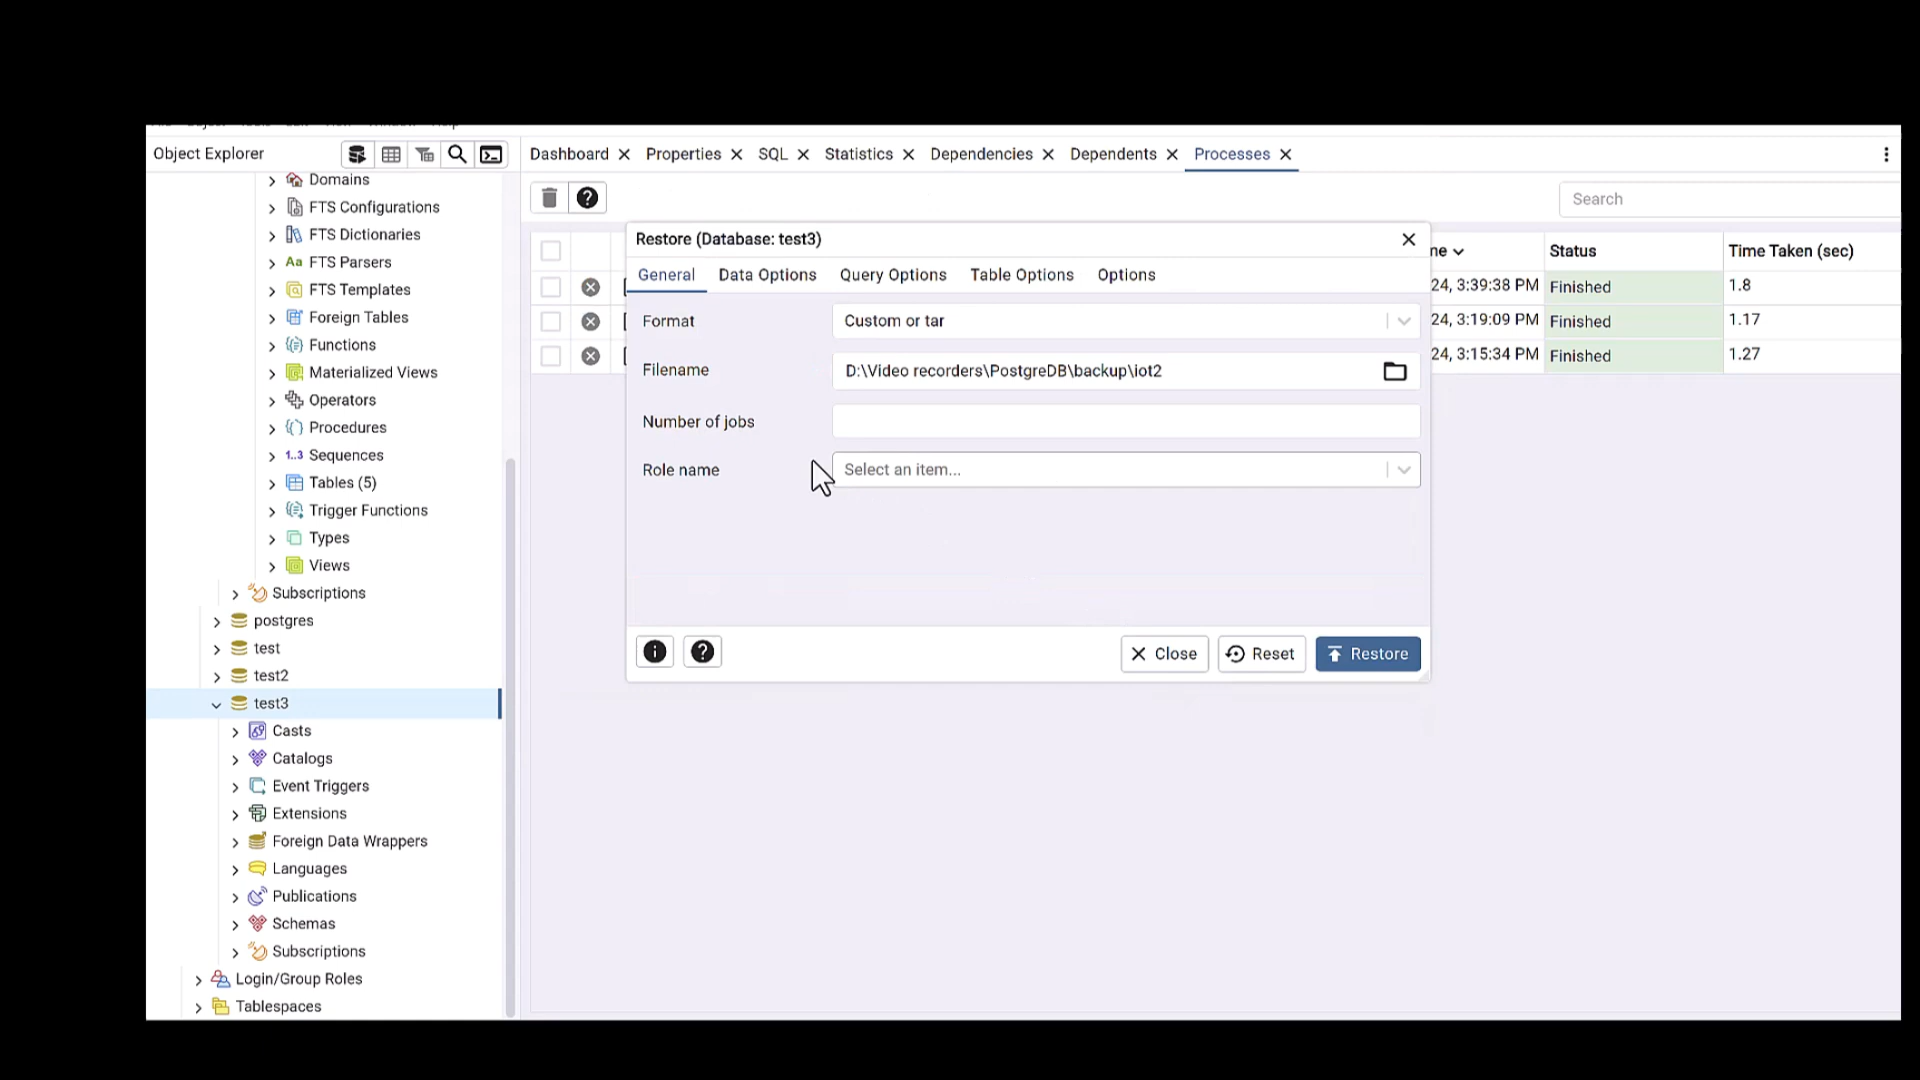 Object Explorer
Dashboard Properties SQL Statistics Dependencies Dependents Processes
Search
Domains
FTS Configurations
FTS Dictionaries
Aa FTS Parsers
FTS Templates
Foreign Tables
Functions
Materialized Views
Operators
Procedures
1..3 Sequences
Tables (5)
Trigger Functions
Types
Views
Subscriptions
postgres
test
test2
test3
Casts
Catalogs
Event Triggers
Extensions
Foreign Data Wrappers
Languages
Publications
Schemas
Subscriptions
Login/Group Roles
Tablespaces
Restore (Database: test3)
General Data Options Query Options Table Options Options
Format Custom or tar
Filename D:\Video recorders\PostgreDB\backup\iot2
Number of jobs
Role name Select an item...
Close Reset Restore
Status Time Taken (sec)
24, 3:39:38 PM Finished 1.8
24, 3:19:09 PM Finished 1.17
24, 3:15:34 PM Finished 1.27